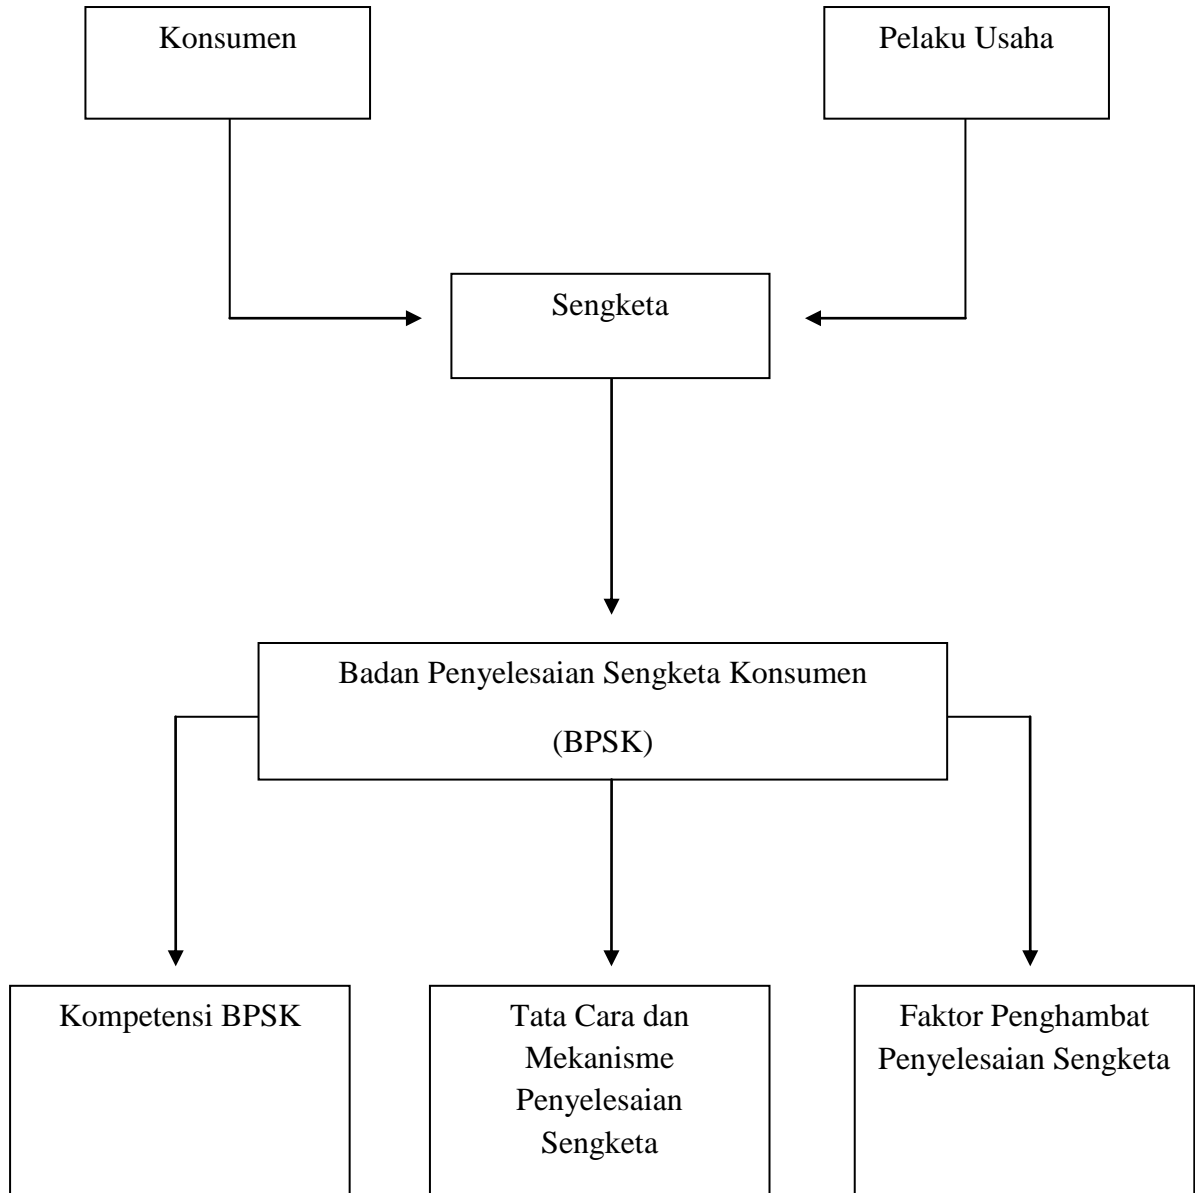 Konsumen
Pelaku Usaha
Sengketa
Badan Penyelesaian Sengketa Konsumen
(BPSK)
Kompetensi BPSK
Tata Cara dan
Mekanisme
Penyelesaian
Sengketa
Faktor Penghambat
Penyelesaian Sengketa